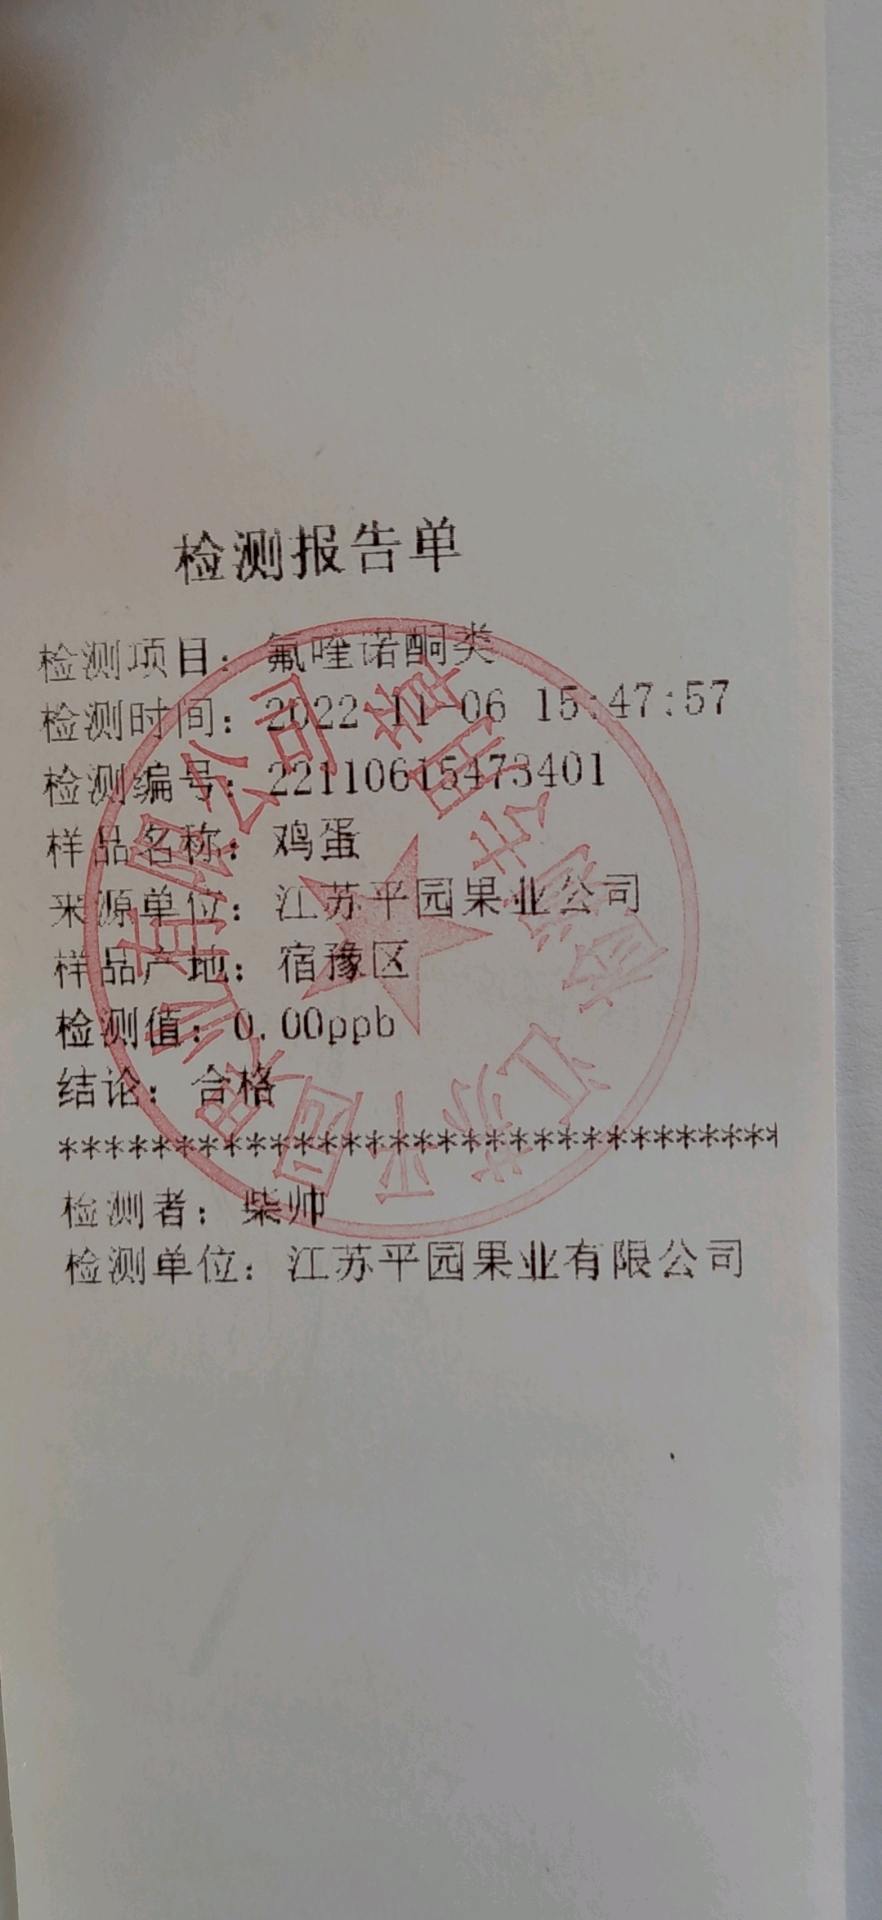 检测报告单
检测项目：氟喹诺酮类
检测时间：2022-11-06 15:47:57
检测编号：22110615473401
样品名称：鸡蛋
来源单位：江苏平园果业公司
样品产地：宿豫区
检测值：0.00ppb
结论：合格
*******************************
检测者：柴帅
检测单位：江苏平园果业有限公司
江苏平园果业有限公司
检测公章